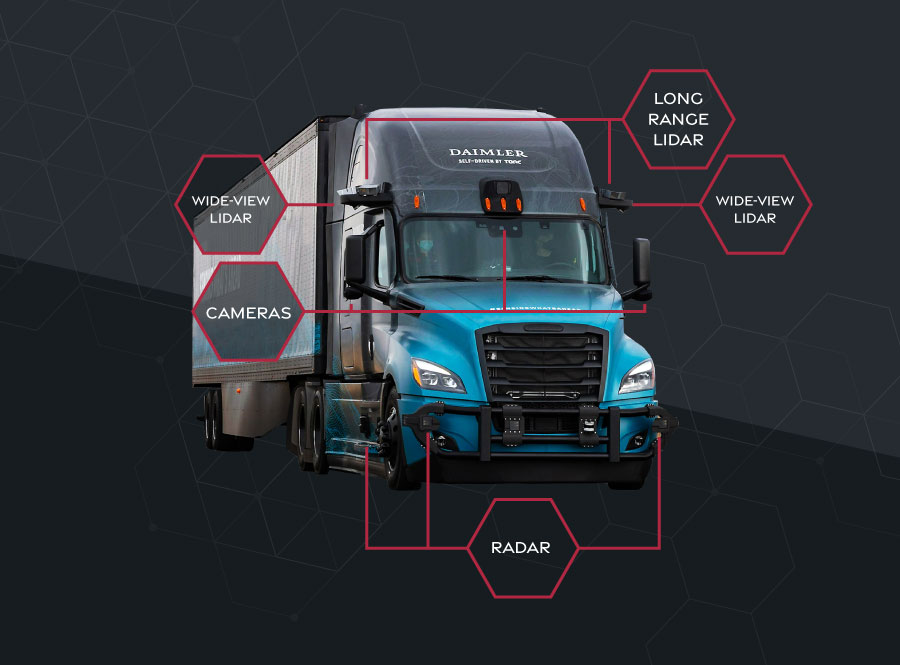 LONG
RANGE
LIDAR
DAIMLER
SELF-DRIVEN BY TORC
WIDE-VIEW
LIDAR
WIDE-VIEW
LIDAR
CAMERAS
RADAR